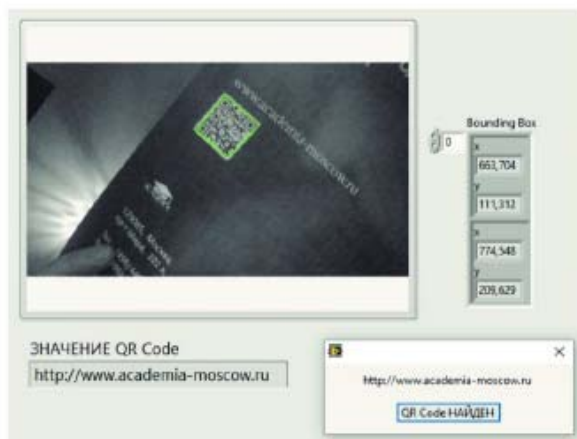 www.academia-moscow.ru
Bounding Box
0
x
663,704
y
111,312
x
774,548
y
209,629
ЗНАЧЕНИЕ QR Code
http://www.academia-moscow.ru
×
http://www.academia-moscow.ru
QR Code НАЙДЕН